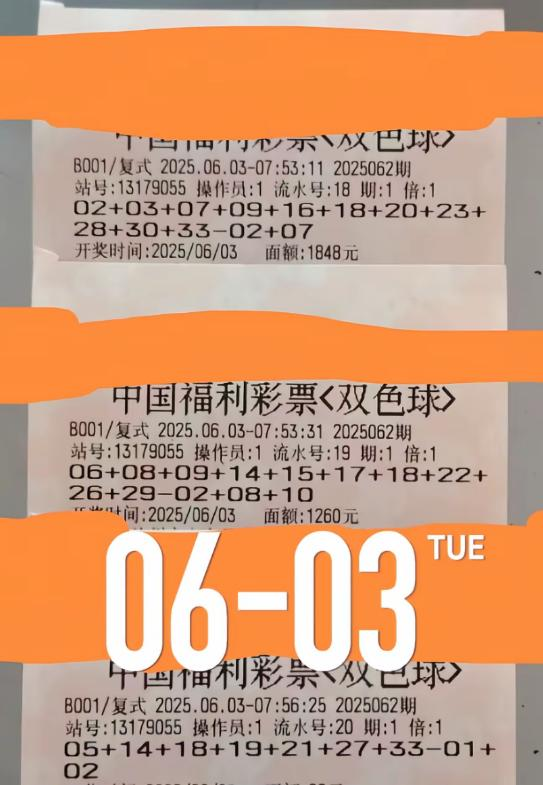 中国福利彩票<双色球>
B001/复式 2025.06.03-07:53:11 2025062期
站号:13179055 操作员:1 流水号:18 期:1 倍:1
02+03+07+09+16+18+20+23+
28+30+33-02+07
开奖时间:2025/06/03 面额:1848元
中国福利彩票<双色球>
B001/复式 2025.06.03-07:53:31 2025062期
站号:13179055 操作员:1 流水号:19 期:1 倍:1
06+08+09+14+15+17+18+22+
26+29-02+08+10
开奖时间:2025/06/03 面额:1260元
06-03 TUE
中国福利彩票<双色球>
B001/复式 2025.06.03-07:56:25 2025062期
站号:13179055 操作员:1 流水号:20 期:1 倍:1
05+14+18+19+21+27+33-01+
02